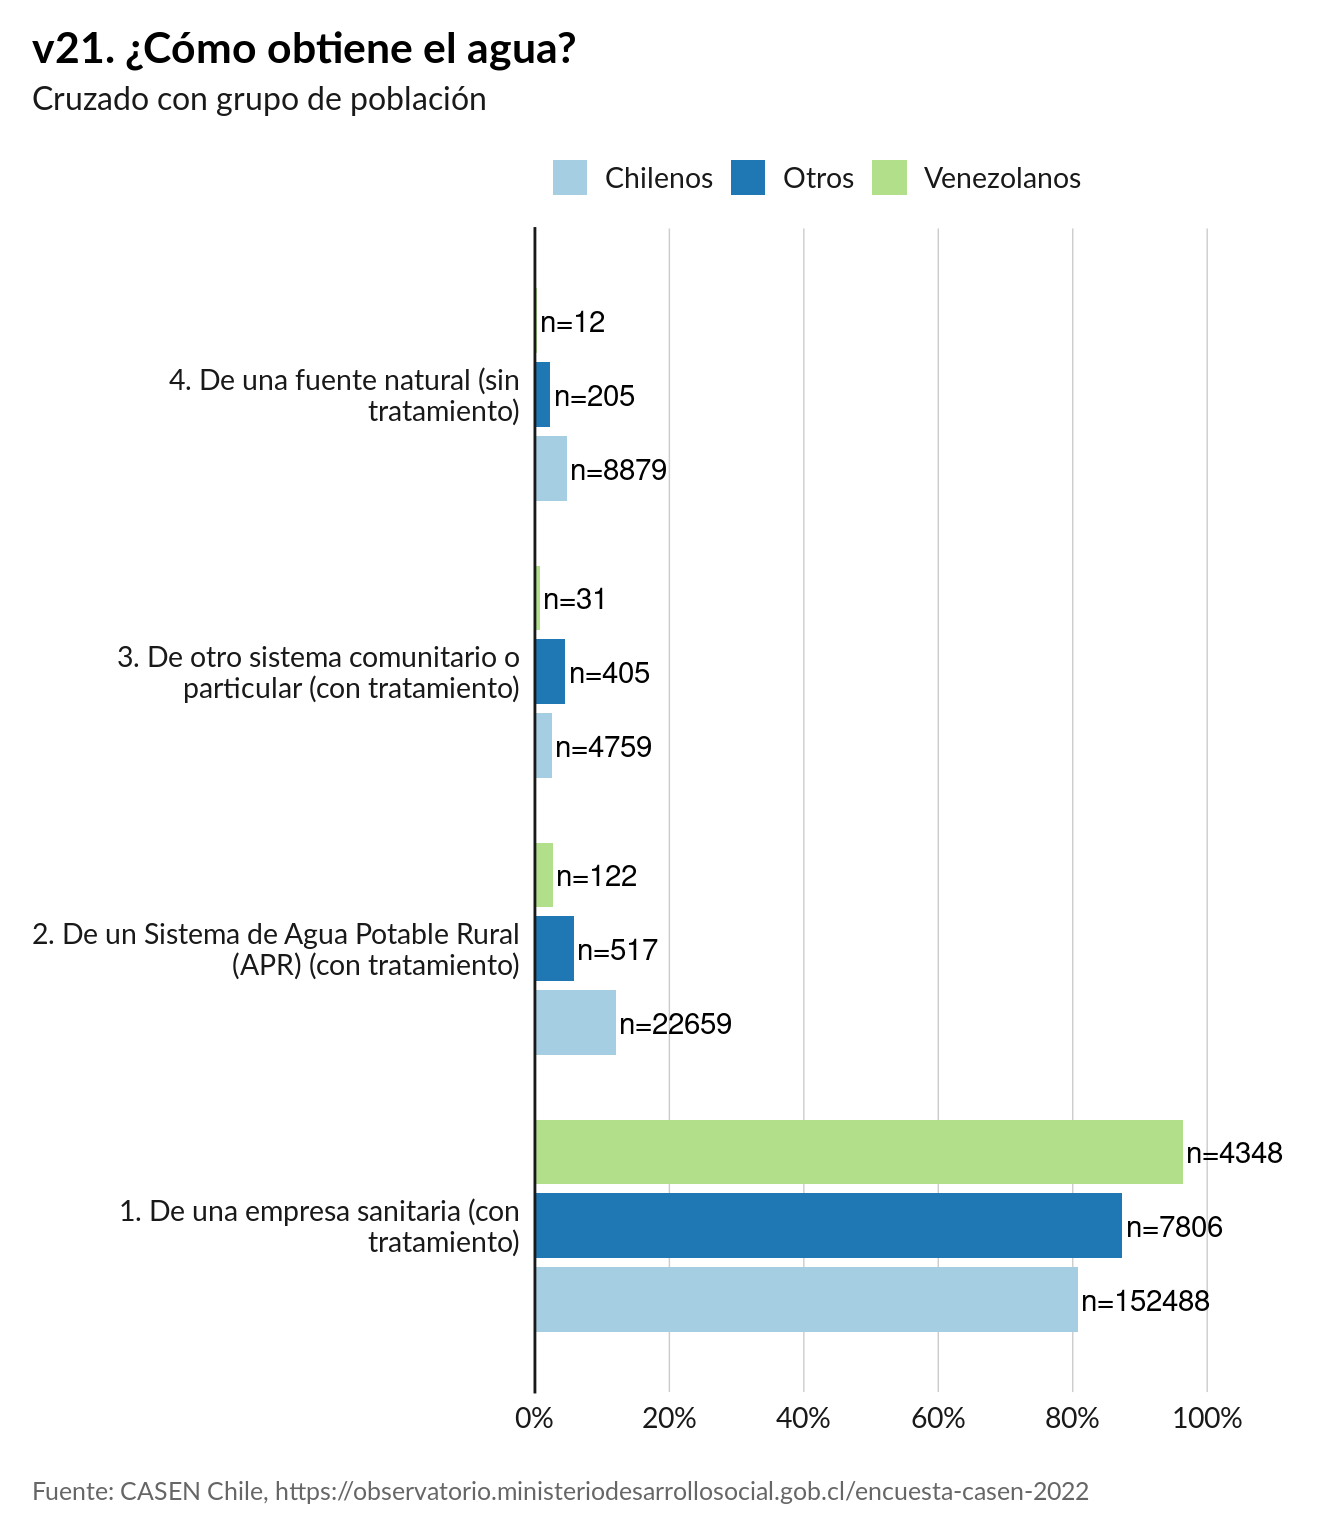 v21. ¿Cómo obtiene el agua?
Cruzado con grupo de población
Chilenos Otros Venezolanos
n=12
4. De una fuente natural (sin
tratamiento)
n=205
n=8879
n=31
3. De otro sistema comunitario o
particular (con tratamiento)
n=405
n=4759
n=122
2. De un Sistema de Agua Potable Rural
(APR) (con tratamiento)
n=517
n=22659
n=4348
1. De una empresa sanitaria (con
tratamiento)
n=7806
n=152488
0% 20% 40% 60% 80% 100%
Fuente: CASEN Chile, https://observatorio.ministeriodesarrollosocial.gob.cl/encuesta-casen-2022